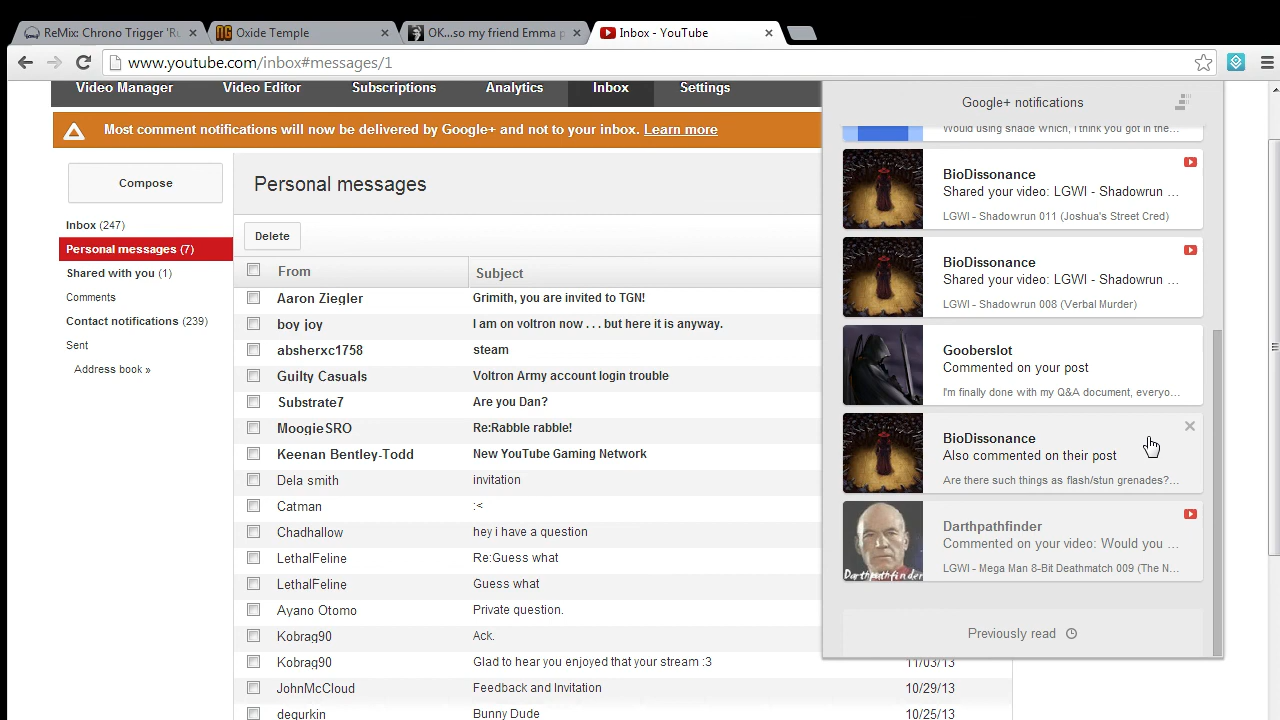 ReMix: Chrono Trigger 'Ru
Oxide Temple
OK...so my friend Emma p
Inbox - YouTube
www.youtube.com/inbox#messages/1
Video Manager
Video Editor
Subscriptions
Analytics
Inbox
Settings
Most comment notifications will now be delivered by Google+ and not to your inbox. Learn more
Compose
Inbox (247)
Personal messages (7)
Shared with you (1)
Comments
Contact notifications (239)
Sent
Address book »
Personal messages
Delete
From Subject
Aaron Ziegler Grimith, you are invited to TGN!
boy joy I am on voltron now . . . but here it is anyway.
absherxc1758 steam
Guilty Casuals Voltron Army account login trouble
Substrate7 Are you Dan?
MoogieSRO Re:Rabble rabble!
Keenan Bentley-Todd New YouTube Gaming Network
Dela smith invitation
Catman :<
Chadhallow hey i have a question
LethalFeline Re:Guess what
LethalFeline Guess what
Ayano Otomo Private question.
Kobrag90 Ack.
Kobrag90 Glad to hear you enjoyed that your stream :3 11/03/13
JohnMcCloud Feedback and Invitation 10/29/13
degurkin Bunny Dude 10/25/13
Google+ notifications
Would using shade which, I think you got in the...
BioDissonance
Shared your video: LGWI - Shadowrun ...
LGWI - Shadowrun 011 (Joshua's Street Cred)
BioDissonance
Shared your video: LGWI - Shadowrun ...
LGWI - Shadowrun 008 (Verbal Murder)
Gooberslot
Commented on your post
I'm finally done with my Q&A document, everyo...
BioDissonance
Also commented on their post
Are there such things as flash/stun grenades?...
Darthpathfinder
Darthpathfinder
Commented on your video: Would you ...
LGWI - Mega Man 8-Bit Deathmatch 009 (The N...
Previously read